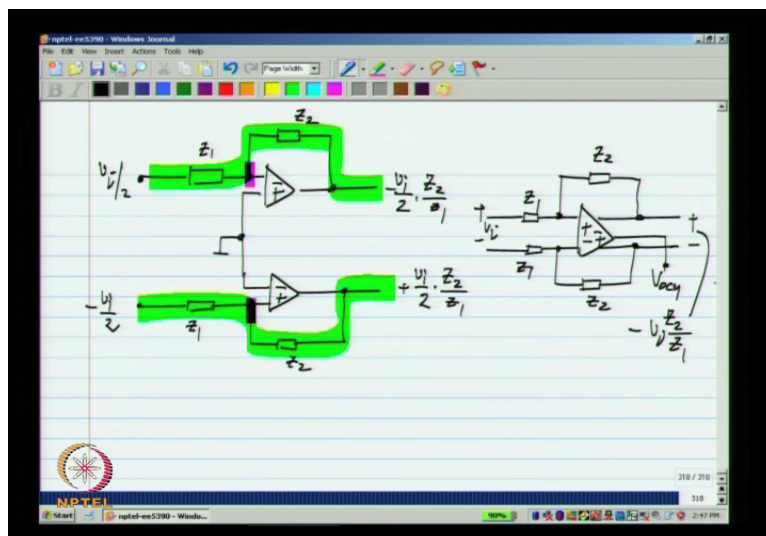 nptel-ee5390 - Windows Journal
File Edit View Insert Actions Tools Help
Page Width
B I
Z2
Z1
Vi/2
-Vi/2 · Z2/Z1
-Vi/2
Z1
Z2
+Vi/2 · Z2/Z1
Z2
Z1
+
Vi
-
Z1
Z2
+
-
Vocm
-Vi Z2/Z1
NPTEL
318 / 318
318
Start
nptel-ee5390 - Windo...
90%
2:47 PM